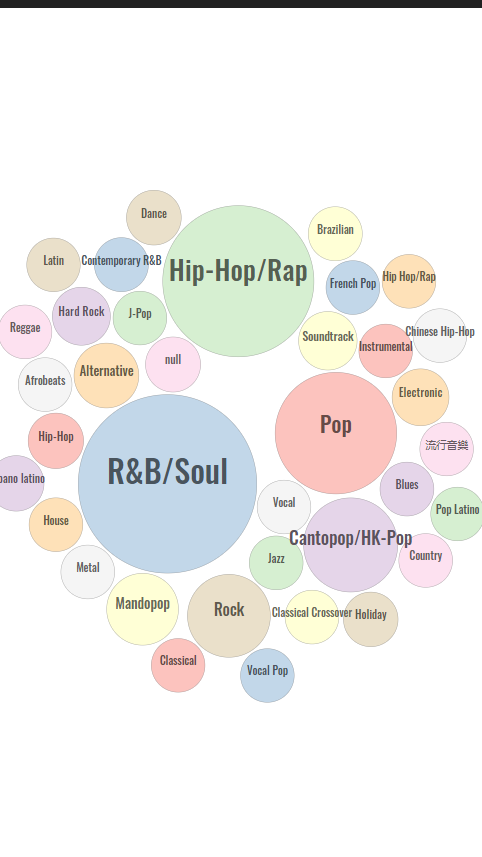 Dance
Brazilian
Latin
Contemporary R&B
Hip-Hop/Rap
French Pop
Hip Hop/Rap
Hard Rock
J-Pop
Reggae
Soundtrack
Instrumental
Chinese Hip-Hop
null
Alternative
Afrobeats
Electronic
Pop
Hip-Hop
流行音樂
R&B/Soul
bano latino
Blues
Vocal
Pop Latino
House
Cantopop/HK-Pop
Jazz
Country
Metal
Mandopop
Rock
Classical Crossover
Holiday
Classical
Vocal Pop